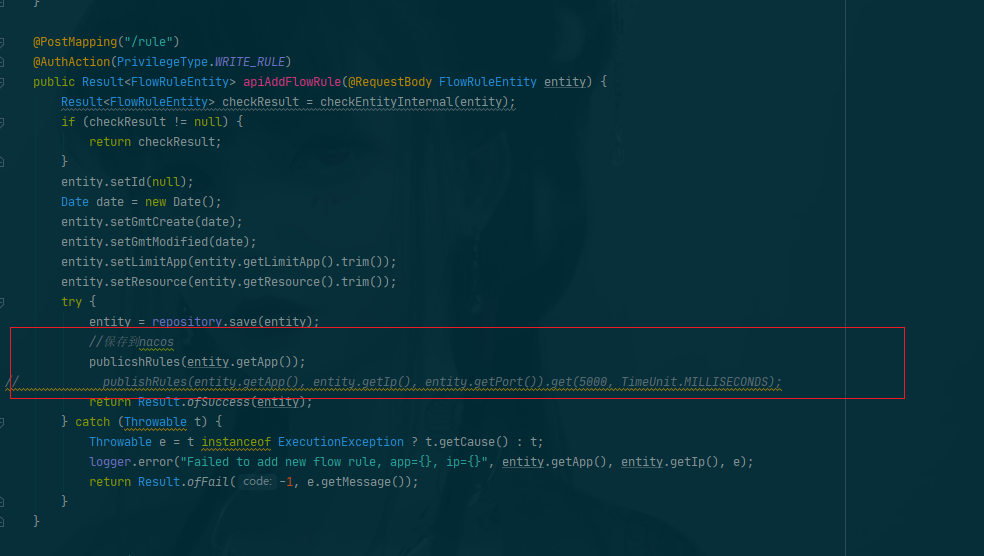 }
@PostMapping("/rule")
@AuthAction(PrivilegeType.WRITE_RULE)
public Result<FlowRuleEntity> apiAddFlowRule(@RequestBody FlowRuleEntity entity) {
Result<FlowRuleEntity> checkResult = checkEntityInternal(entity);
if (checkResult != null) {
return checkResult;
}
entity.setId(null);
Date date = new Date();
entity.setGmtCreate(date);
entity.setGmtModified(date);
entity.setLimitApp(entity.getLimitApp().trim());
entity.setResource(entity.getResource().trim());
try {
entity = repository.save(entity);
//保存到nacos
publicshRules(entity.getApp());
// publishRules(entity.getApp(), entity.getIp(), entity.getPort()).get(5000, TimeUnit.MILLISECONDS);
return Result.ofSuccess(entity);
} catch (Throwable t) {
Throwable e = t instanceof ExecutionException ? t.getCause() : t;
logger.error("Failed to add new flow rule, app={}, ip={}", entity.getApp(), entity.getIp(), e);
return Result.ofFail( code: -1, e.getMessage());
}
}